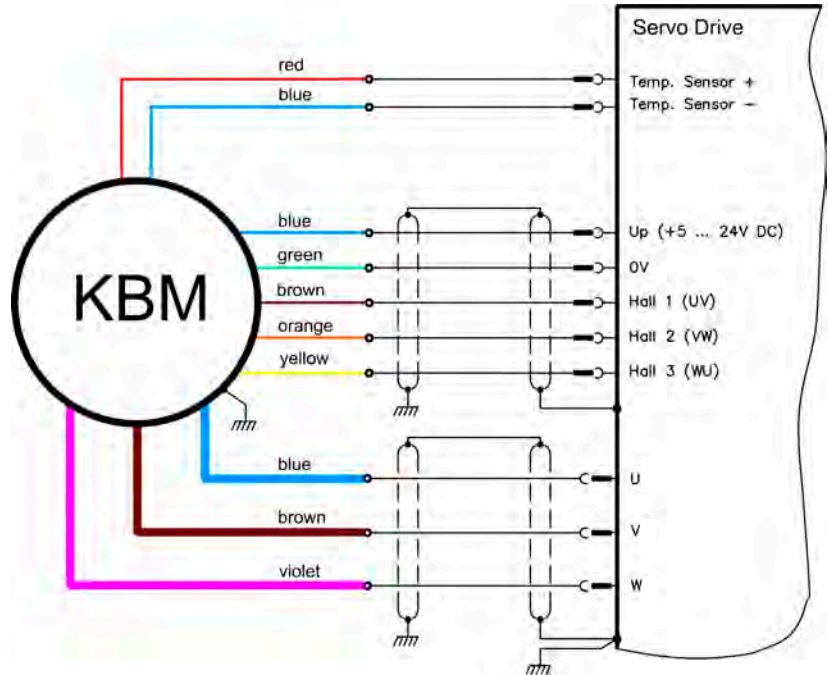 Servo Drive
red
Temp. Sensor +
blue
Temp. Sensor -
blue
Up (+5 ... 24V DC)
green
0V
KBM
brown
Hall 1 (UV)
orange
Hall 2 (VW)
yellow
Hall 3 (WU)
blue
U
brown
V
violet
W